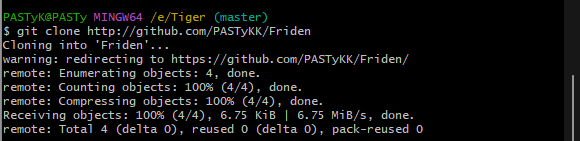 PASTyK@PASTy MINGW64 /e/Tiger (master)
$ git clone http://github.com/PASTyKK/Friden
Cloning into 'Friden'...
warning: redirecting to https://github.com/PASTyKK/Friden/
remote: Enumerating objects: 4, done.
remote: Counting objects: 100% (4/4), done.
remote: Compressing objects: 100% (4/4), done.
Receiving objects: 100% (4/4), 6.75 KiB | 6.75 MiB/s, done.
remote: Total 4 (delta 0), reused 0 (delta 0), pack-reused 0